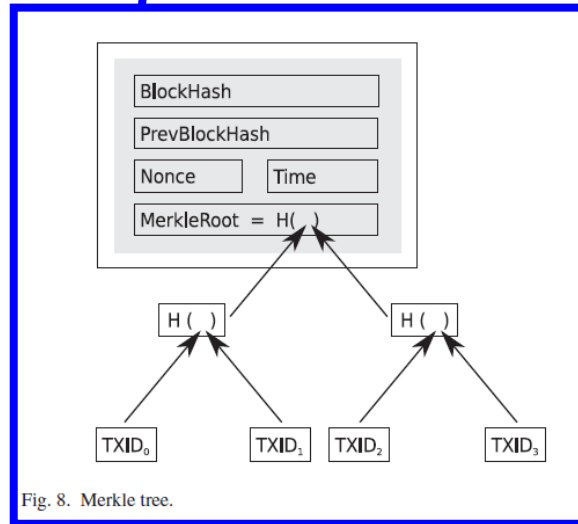 BlockHash
PrevBlockHash
Nonce Time
MerkleRoot = H( )
H ( ) H ( )
TXID₀ TXID₁ TXID₂ TXID₃
Fig. 8. Merkle tree.